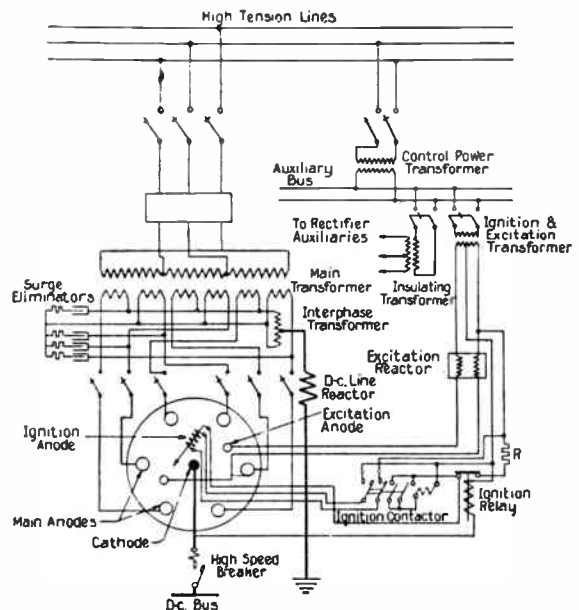 High Tension Lines
Control Power
Transformer
Auxiliary
Bus
To Rectifier
Auxiliaries
Ignition &
Excitation
Transformer
Main
Transformer
Insulating
Transformer
Surge
Eliminators
Interphase
Transformer
Excitation
Reactor
D-c. Line
Reactor
Excitation
Anode
Ignition
Anode
R
Ignition
Relay
Main Anodes
Ignition Contactor
Cathode
High Speed
Breaker
D-c. Bus